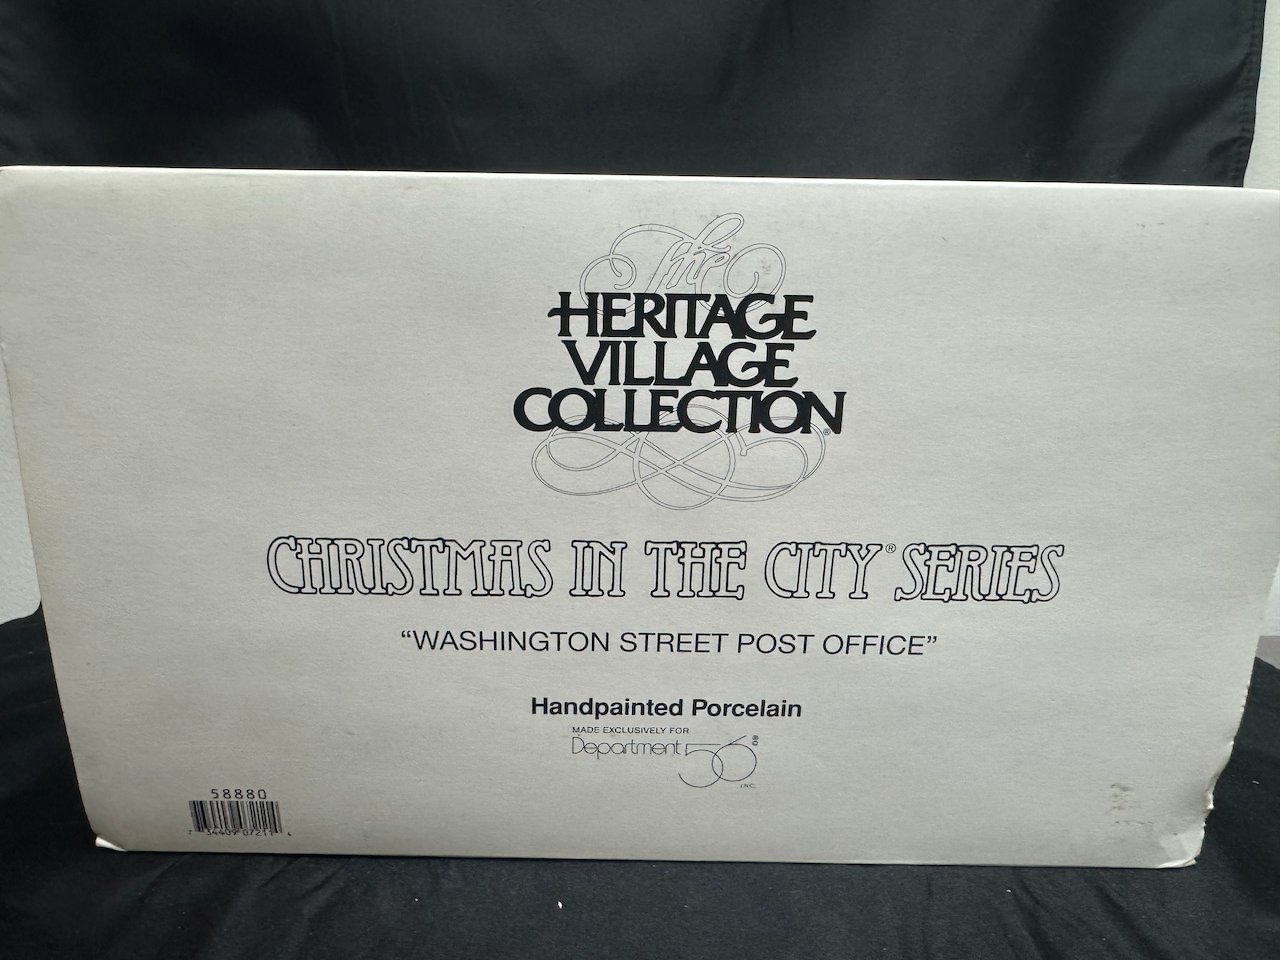 The
HERITAGE
VILLAGE
COLLECTION®
CHRISTMAS IN THE CITY® SERIES
“WASHINGTON STREET POST OFFICE”
Handpainted Porcelain
MADE EXCLUSIVELY FOR
Department 56®
INC.
58880